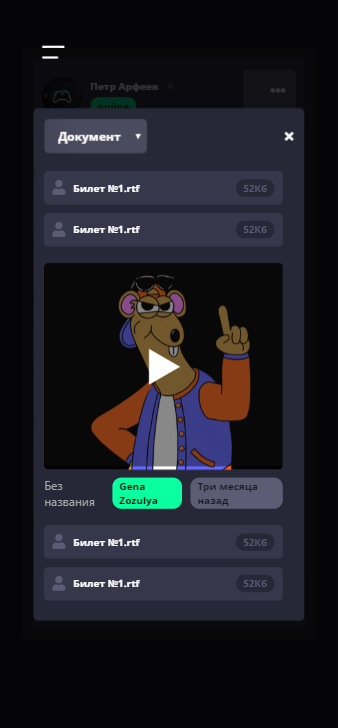 Петр Арфеев
online
Документ
Билет №1.rtf 52Кб
Билет №1.rtf 52Кб
Без
названия
Gena
Zozulya
Три месяца
назад
Билет №1.rtf 52Кб
Билет №1.rtf 52Кб